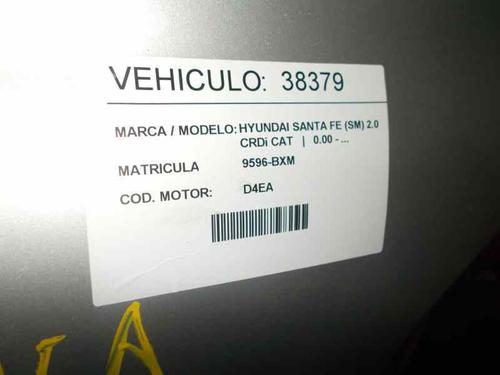 VEHICULO: 38379
MARCA / MODELO: HYUNDAI SANTA FE (SM) 2.0
CRDi CAT | 0.00 - ...
MATRICULA 9596-BXM
COD. MOTOR: D4EA